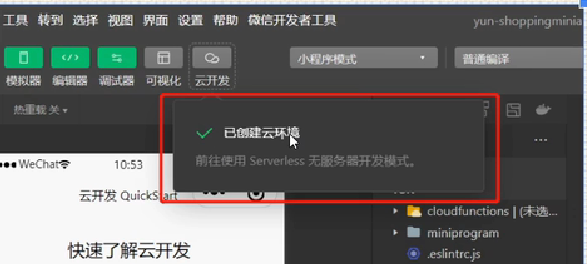 工具 转到 选择 视图 界面 设置 帮助 微信开发者工具
yun-shoppingminia
模拟器 编辑器 调试器 可视化 云开发
小程序模式
普通编译
热重载 关
已创建云环境
前往使用 Serverless 无服务器开发模式。
WeChat
10:53
云开发 QuickStart
快速了解云开发
cloudfunctions | (未选...
miniprogram
.eslintrc.js